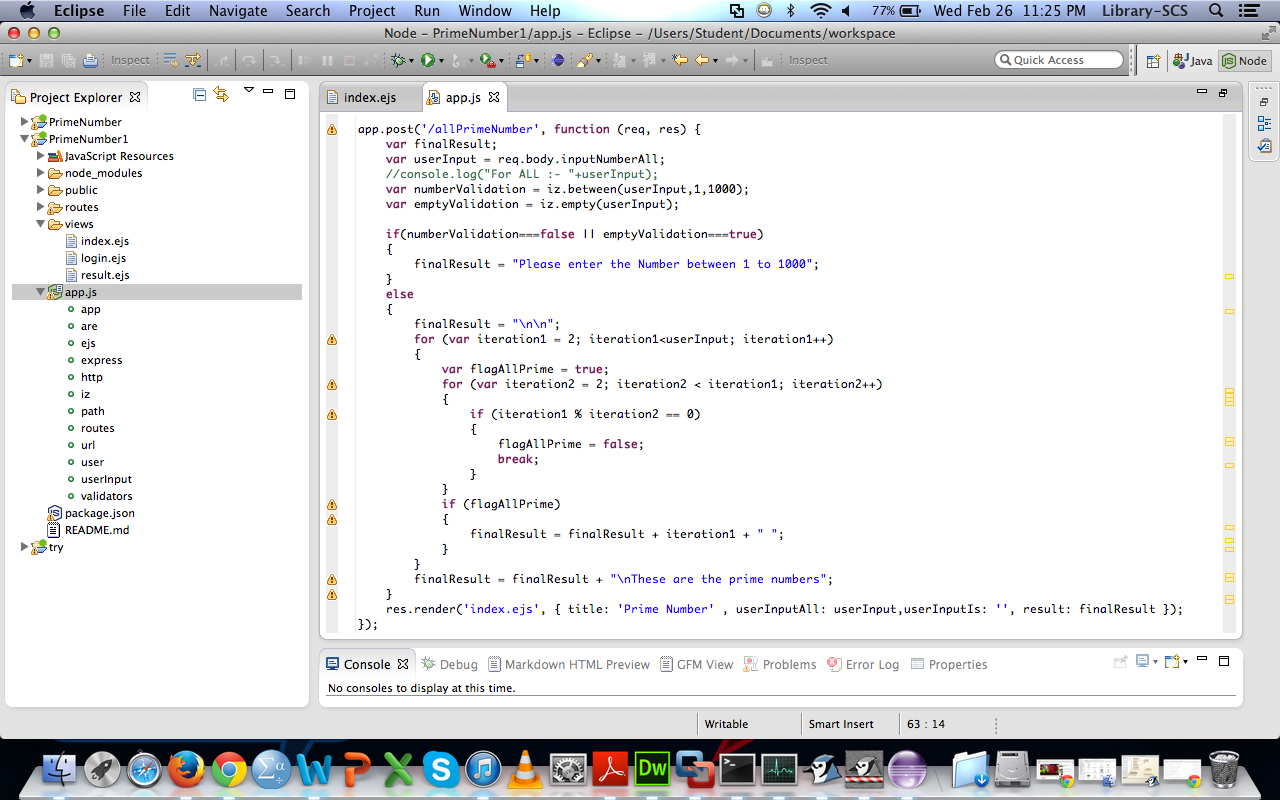 Eclipse File Edit Navigate Search Project Run Window Help 77% Wed Feb 26 11:25 PM Library-SCS
Node – PrimeNumber1/app.js – Eclipse – /Users/Student/Documents/workspace
Inspect Inspect Quick Access Java Node
Project Explorer
PrimeNumber
PrimeNumber1
JavaScript Resources
node_modules
public
routes
views
index.ejs
login.ejs
result.ejs
app.js
app
are
ejs
express
http
iz
path
routes
url
user
userInput
validators
package.json
README.md
try
index.ejs app.js
app.post('/allPrimeNumber', function (req, res) {
var finalResult;
var userInput = req.body.inputNumberAll;
//console.log("For ALL :- "+userInput);
var numberValidation = iz.between(userInput,1,1000);
var emptyValidation = iz.empty(userInput);
if(numberValidation===false || emptyValidation===true)
{
finalResult = "Please enter the Number between 1 to 1000";
}
else
{
finalResult = "\n\n";
for (var iteration1 = 2; iteration1<userInput; iteration1++)
{
var flagAllPrime = true;
for (var iteration2 = 2; iteration2 < iteration1; iteration2++)
{
if (iteration1 % iteration2 == 0)
{
flagAllPrime = false;
break;
}
}
if (flagAllPrime)
{
finalResult = finalResult + iteration1 + " ";
}
}
finalResult = finalResult + "\nThese are the prime numbers";
}
res.render('index.ejs', { title: 'Prime Number' , userInputAll: userInput,userInputIs: '', result: finalResult });
});
Console Debug Markdown HTML Preview GFM View Problems Error Log Properties
No consoles to display at this time.
Writable Smart Insert 63 : 14
Dw